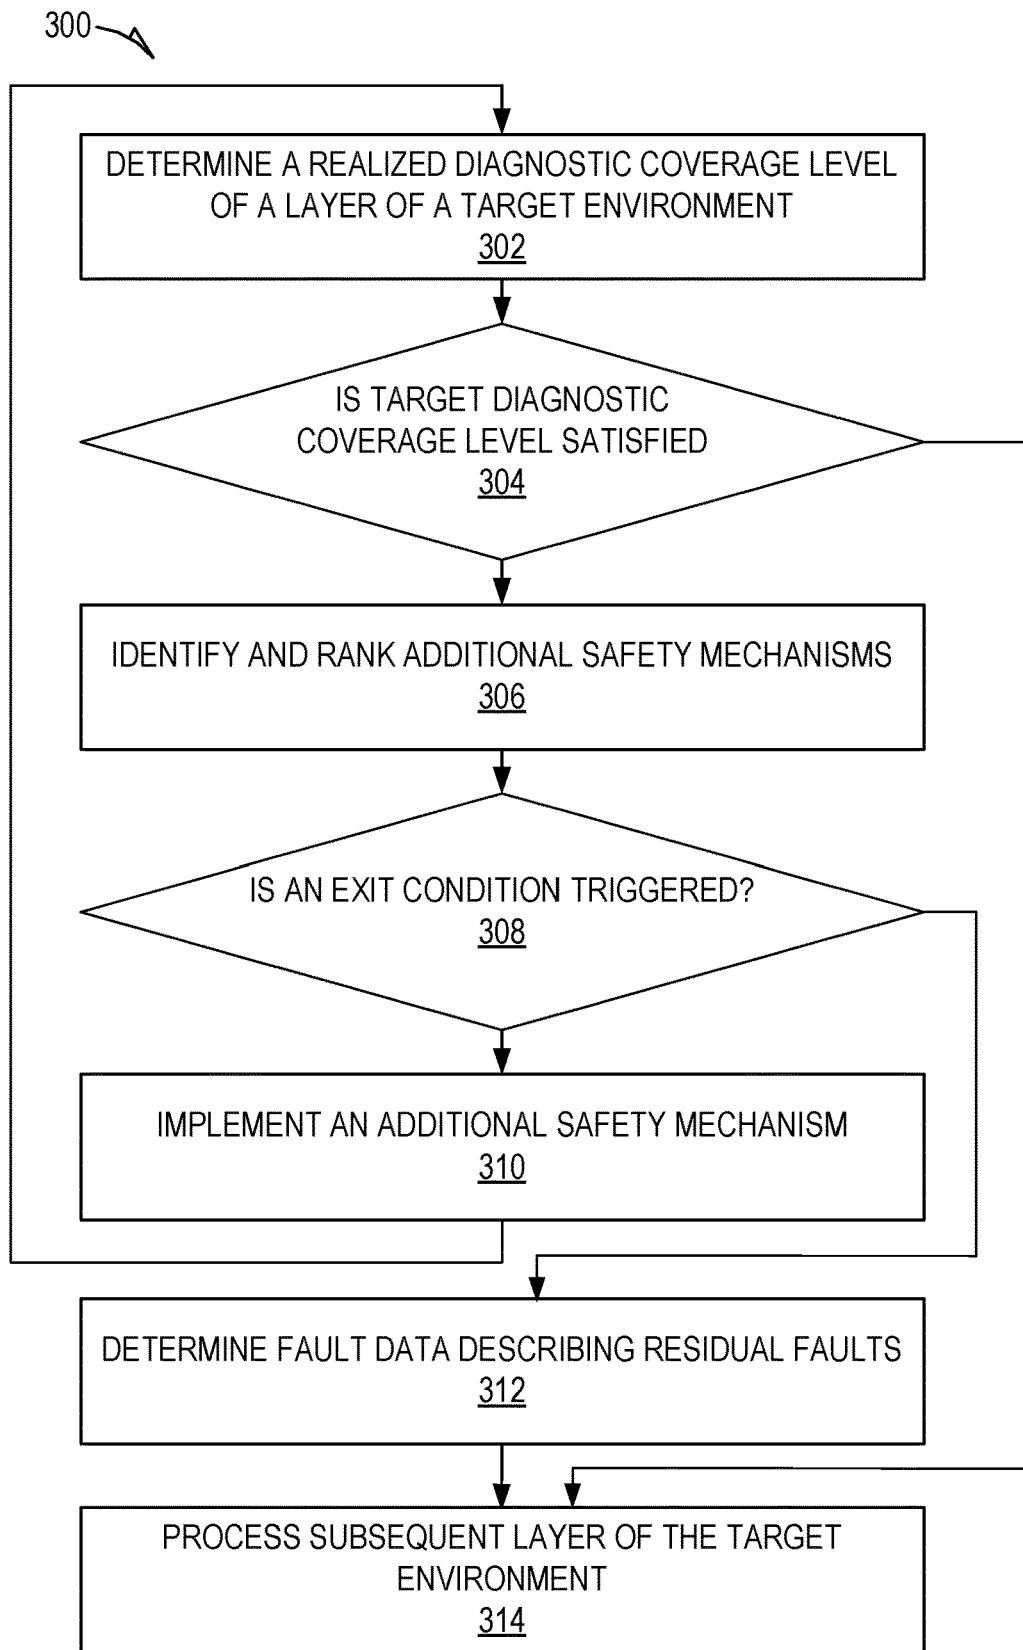 300
DETERMINE A REALIZED DIAGNOSTIC COVERAGE LEVEL
OF A LAYER OF A TARGET ENVIRONMENT
302
IS TARGET DIAGNOSTIC
COVERAGE LEVEL SATISFIED
304
IDENTIFY AND RANK ADDITIONAL SAFETY MECHANISMS
306
IS AN EXIT CONDITION TRIGGERED?
308
IMPLEMENT AN ADDITIONAL SAFETY MECHANISM
310
DETERMINE FAULT DATA DESCRIBING RESIDUAL FAULTS
312
PROCESS SUBSEQUENT LAYER OF THE TARGET
ENVIRONMENT
314